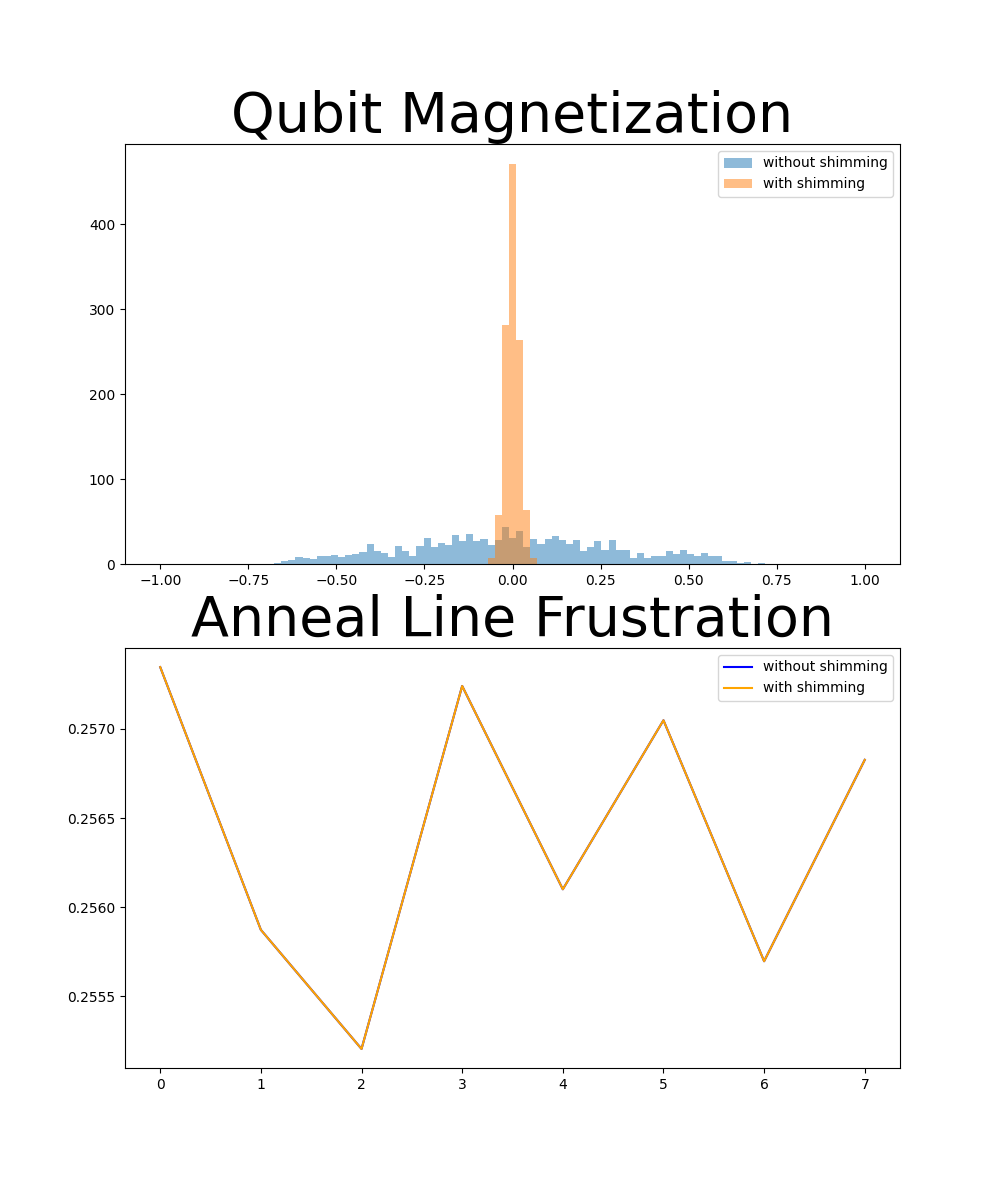 Qubit Magnetization
without shimming
with shimming
400
300
200
100
0
−1.00 −0.75 −0.50 −0.25 0.00 0.25 0.50 0.75 1.00
Anneal Line Frustration
without shimming
with shimming
0.2570
0.2565
0.2560
0.2555
0 1 2 3 4 5 6 7